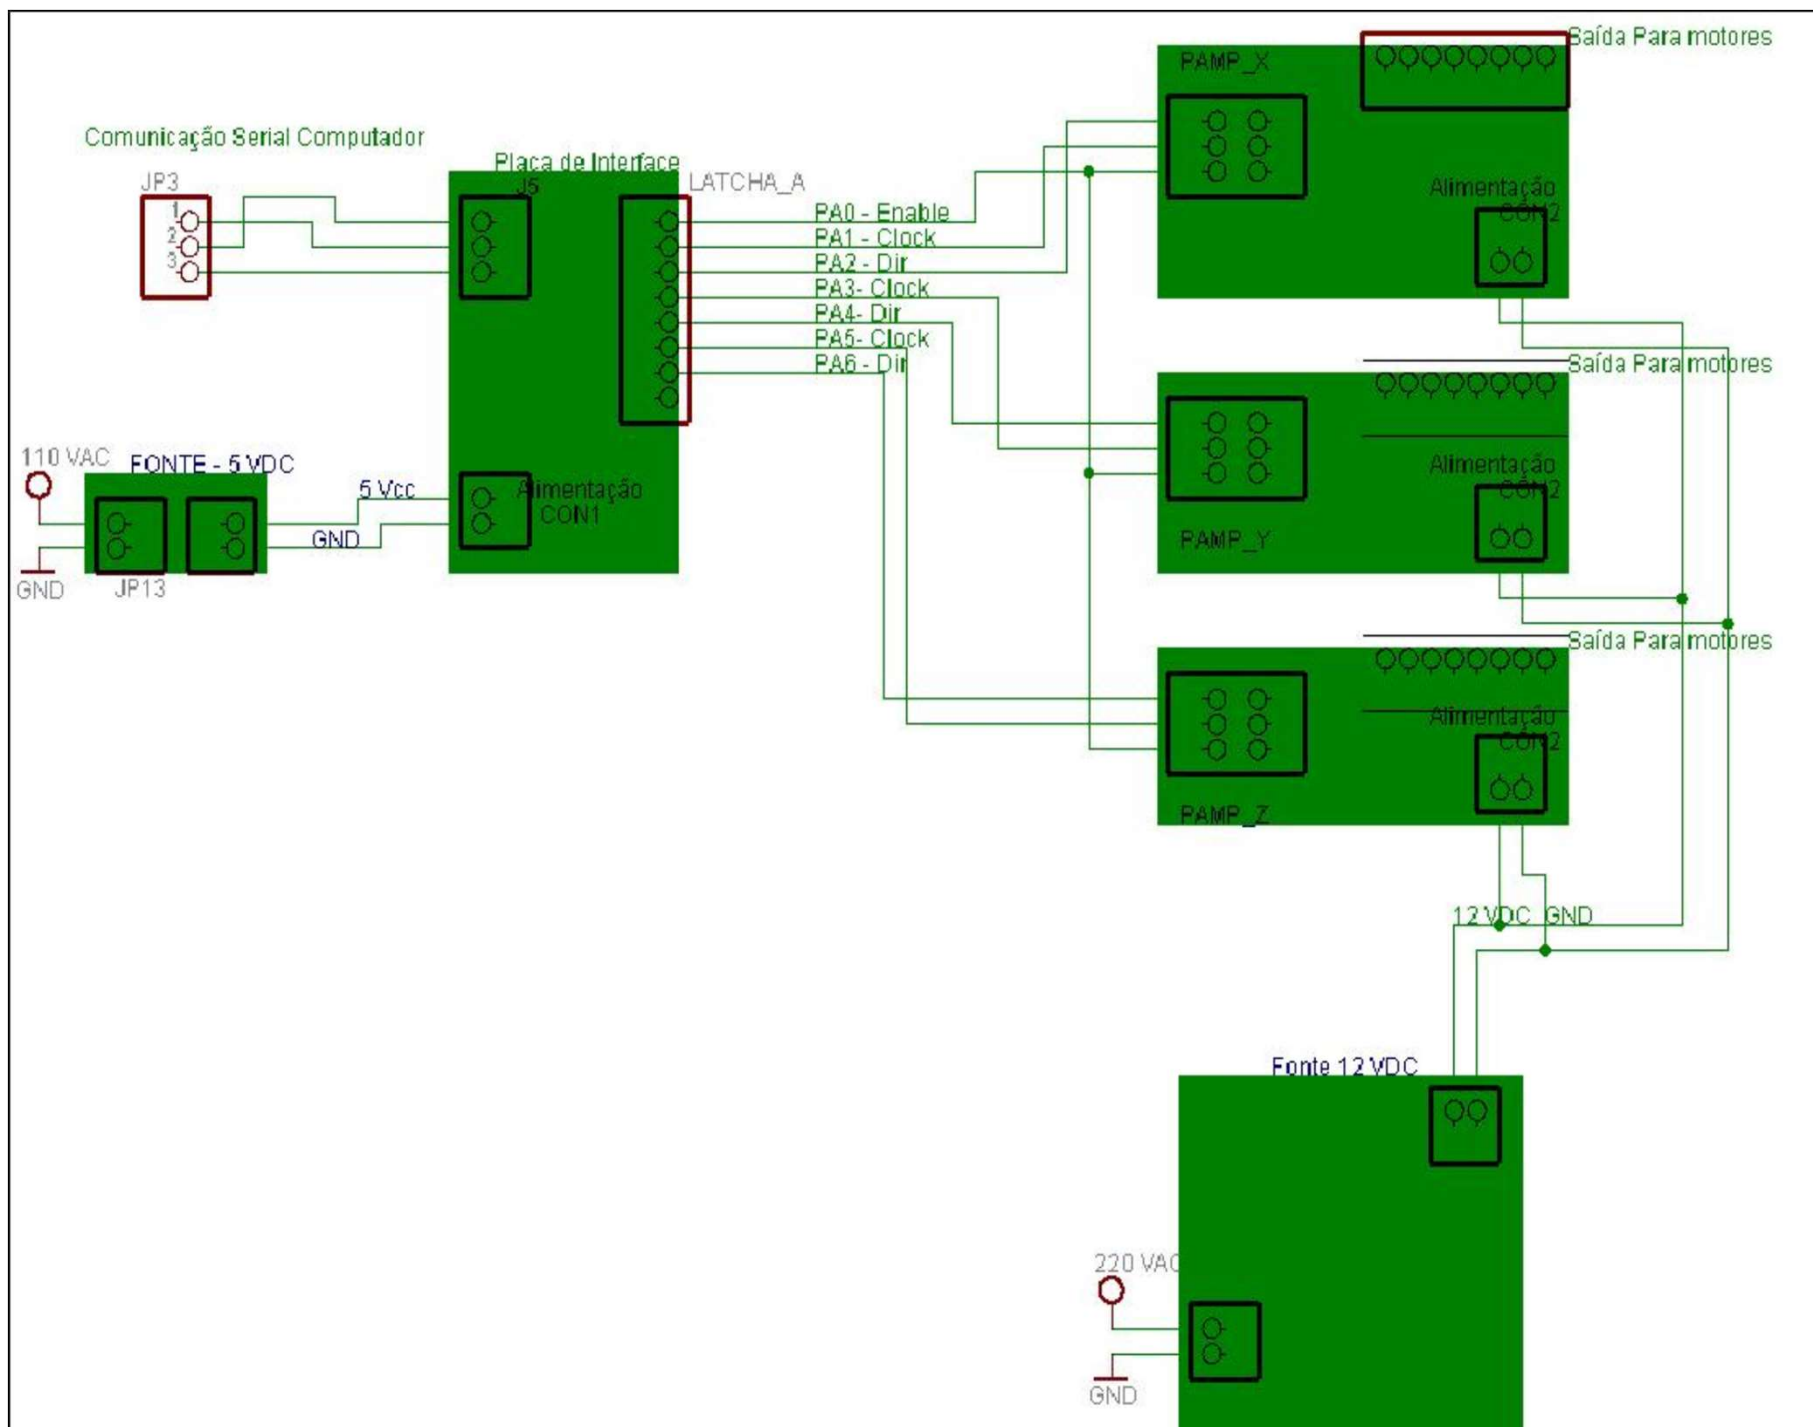 Saída Para motores
PAMP_X
Comunicação Serial Computador
Placa de Interface
JP3
J5
LATCHA_A
Alimentação
CON2
1
2
3
PA0 - Enable
PA1 - Clock
PA2 - Dir
PA3- Clock
PA4- Dir
PA5- Clock
PA6 - Dir
Saída Para motores
110 VAC
FONTE - 5 VDC
5 Vcc
GND
Alimentação
CON1
Alimentação
CON2
PAMP_Y
GND
JP13
Saída Para motores
Alimentação
CON2
PAMP_Z
12 VDC GND
Fonte 12 VDC
220 VAC
GND